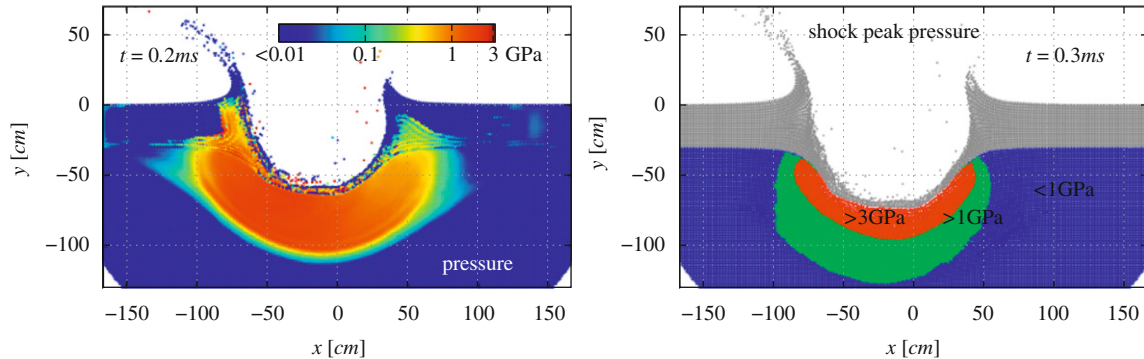 50
0
−50
−100
y [cm]
−150
−100
−50
0
50
100
150
x [cm]
t = 0.2ms
<0.01
0.1
1
3 GPa
pressure
50
0
−50
−100
y [cm]
−150
−100
−50
0
50
100
150
x [cm]
shock peak pressure
t = 0.3ms
<1GPa
>3GPa
>1GPa